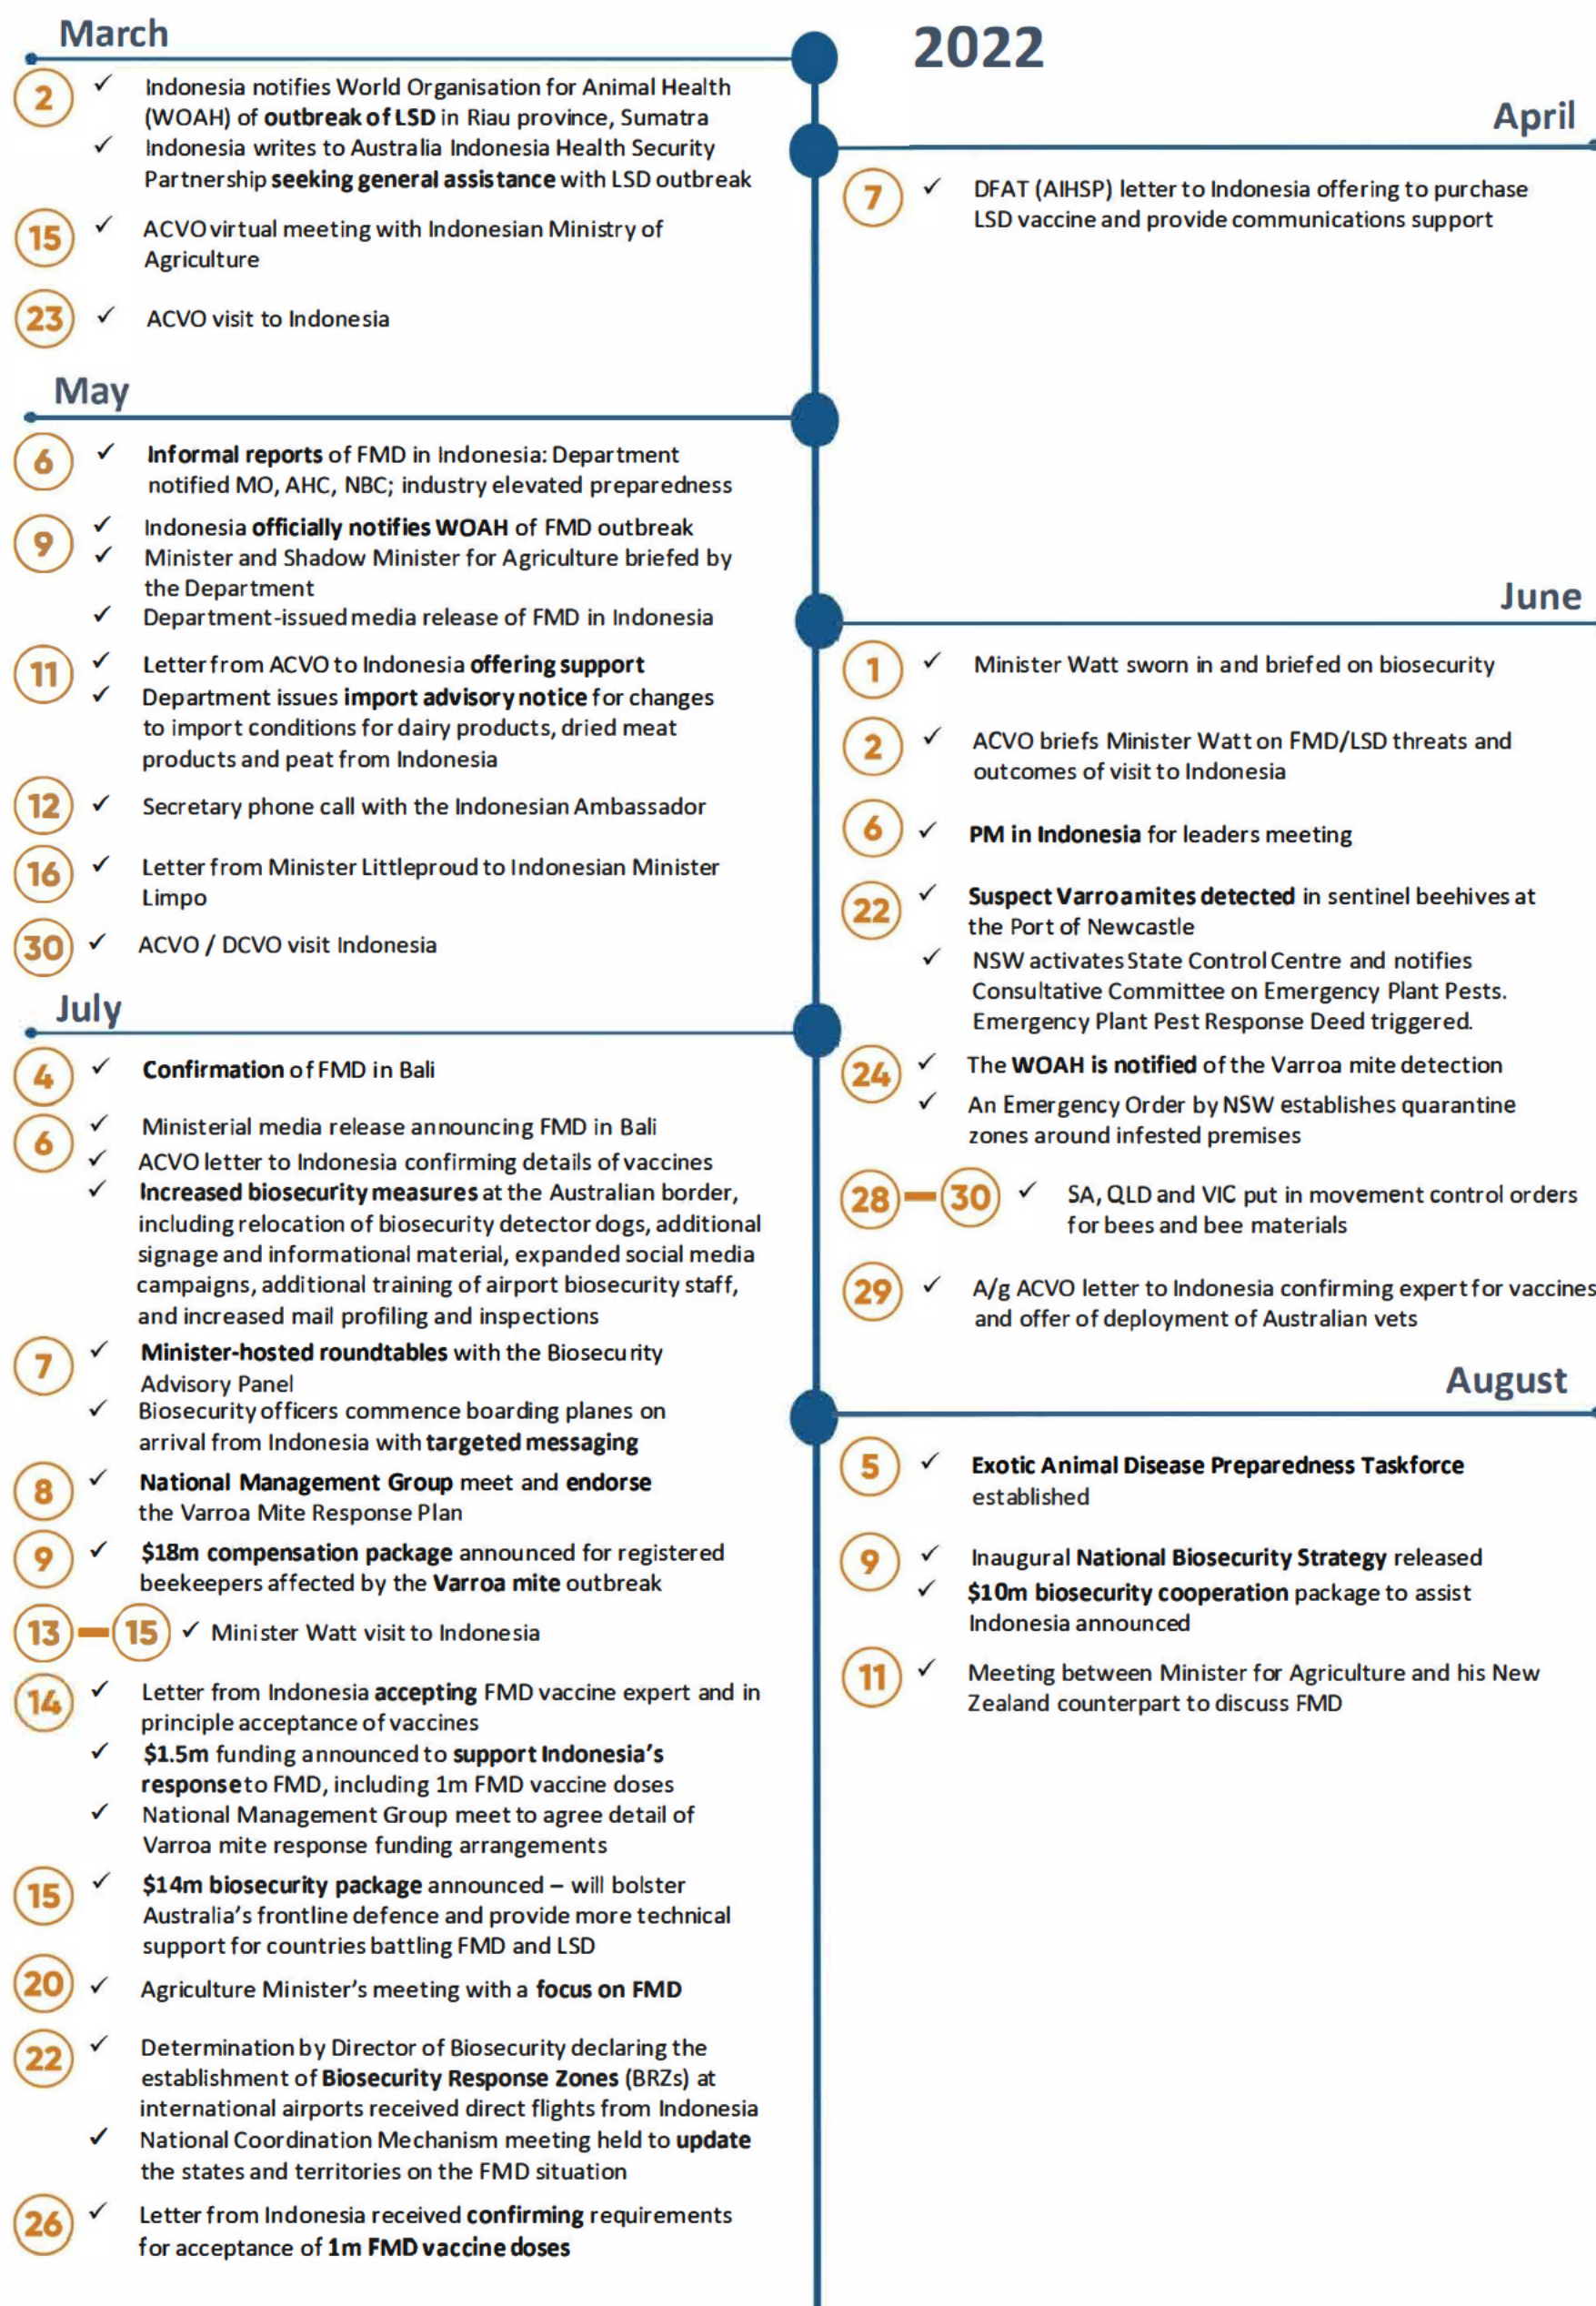 2022
March
2
✓ Indonesia notifies World Organisation for Animal Health
(WOAH) of outbreak of LSD in Riau province, Sumatra
✓ Indonesia writes to Australia Indonesia Health Security
Partnership seeking general assistance with LSD outbreak
15
✓ ACVO virtual meeting with Indonesian Ministry of
Agriculture
23
✓ ACVO visit to Indonesia
April
7
✓ DFAT (AIHSP) letter to Indonesia offering to purchase
LSD vaccine and provide communications support
May
6
✓ Informal reports of FMD in Indonesia: Department
notified MO, AHC, NBC; industry elevated preparedness
9
✓ Indonesia officially notifies WOAH of FMD outbreak
✓ Minister and Shadow Minister for Agriculture briefed by
the Department
✓ Department-issued media release of FMD in Indonesia
11
✓ Letter from ACVO to Indonesia offering support
✓ Department issues import advisory notice for changes
to import conditions for dairy products, dried meat
products and peat from Indonesia
12
✓ Secretary phone call with the Indonesian Ambassador
16
✓ Letter from Minister Littleproud to Indonesian Minister
Limpo
30
✓ ACVO / DCVO visit Indonesia
June
1
✓ Minister Watt sworn in and briefed on biosecurity
2
✓ ACVO briefs Minister Watt on FMD/LSD threats and
outcomes of visit to Indonesia
6
✓ PM in Indonesia for leaders meeting
22
✓ Suspect Varroa mites detected in sentinel beehives at
the Port of Newcastle
✓ NSW activates State Control Centre and notifies
Consultative Committee on Emergency Plant Pests.
Emergency Plant Pest Response Deed triggered.
24
✓ The WOAH is notified of the Varroa mite detection
✓ An Emergency Order by NSW establishes quarantine
zones around infested premises
28 – 30
✓ SA, QLD and VIC put in movement control orders
for bees and bee materials
29
✓ A/g ACVO letter to Indonesia confirming expert for vaccines
and offer of deployment of Australian vets
July
4
✓ Confirmation of FMD in Bali
6
✓ Ministerial media release announcing FMD in Bali
✓ ACVO letter to Indonesia confirming details of vaccines
✓ Increased biosecurity measures at the Australian border,
including relocation of biosecurity detector dogs, additional
signage and informational material, expanded social media
campaigns, additional training of airport biosecurity staff,
and increased mail profiling and inspections
7
✓ Minister-hosted roundtables with the Biosecurity
Advisory Panel
✓ Biosecurity officers commence boarding planes on
arrival from Indonesia with targeted messaging
8
✓ National Management Group meet and endorse
the Varroa Mite Response Plan
9
✓ $18m compensation package announced for registered
beekeepers affected by the Varroa mite outbreak
13 – 15
✓ Minister Watt visit to Indonesia
14
✓ Letter from Indonesia accepting FMD vaccine expert and in
principle acceptance of vaccines
✓ $1.5m funding announced to support Indonesia's
response to FMD, including 1m FMD vaccine doses
✓ National Management Group meet to agree detail of
Varroa mite response funding arrangements
15
✓ $14m biosecurity package announced – will bolster
Australia's frontline defence and provide more technical
support for countries battling FMD and LSD
20
✓ Agriculture Minister's meeting with a focus on FMD
22
✓ Determination by Director of Biosecurity declaring the
establishment of Biosecurity Response Zones (BRZs) at
international airports received direct flights from Indonesia
✓ National Coordination Mechanism meeting held to update
the states and territories on the FMD situation
26
✓ Letter from Indonesia received confirming requirements
for acceptance of 1m FMD vaccine doses
August
5
✓ Exotic Animal Disease Preparedness Taskforce
established
9
✓ Inaugural National Biosecurity Strategy released
✓ $10m biosecurity cooperation package to assist
Indonesia announced
11
✓ Meeting between Minister for Agriculture and his New
Zealand counterpart to discuss FMD